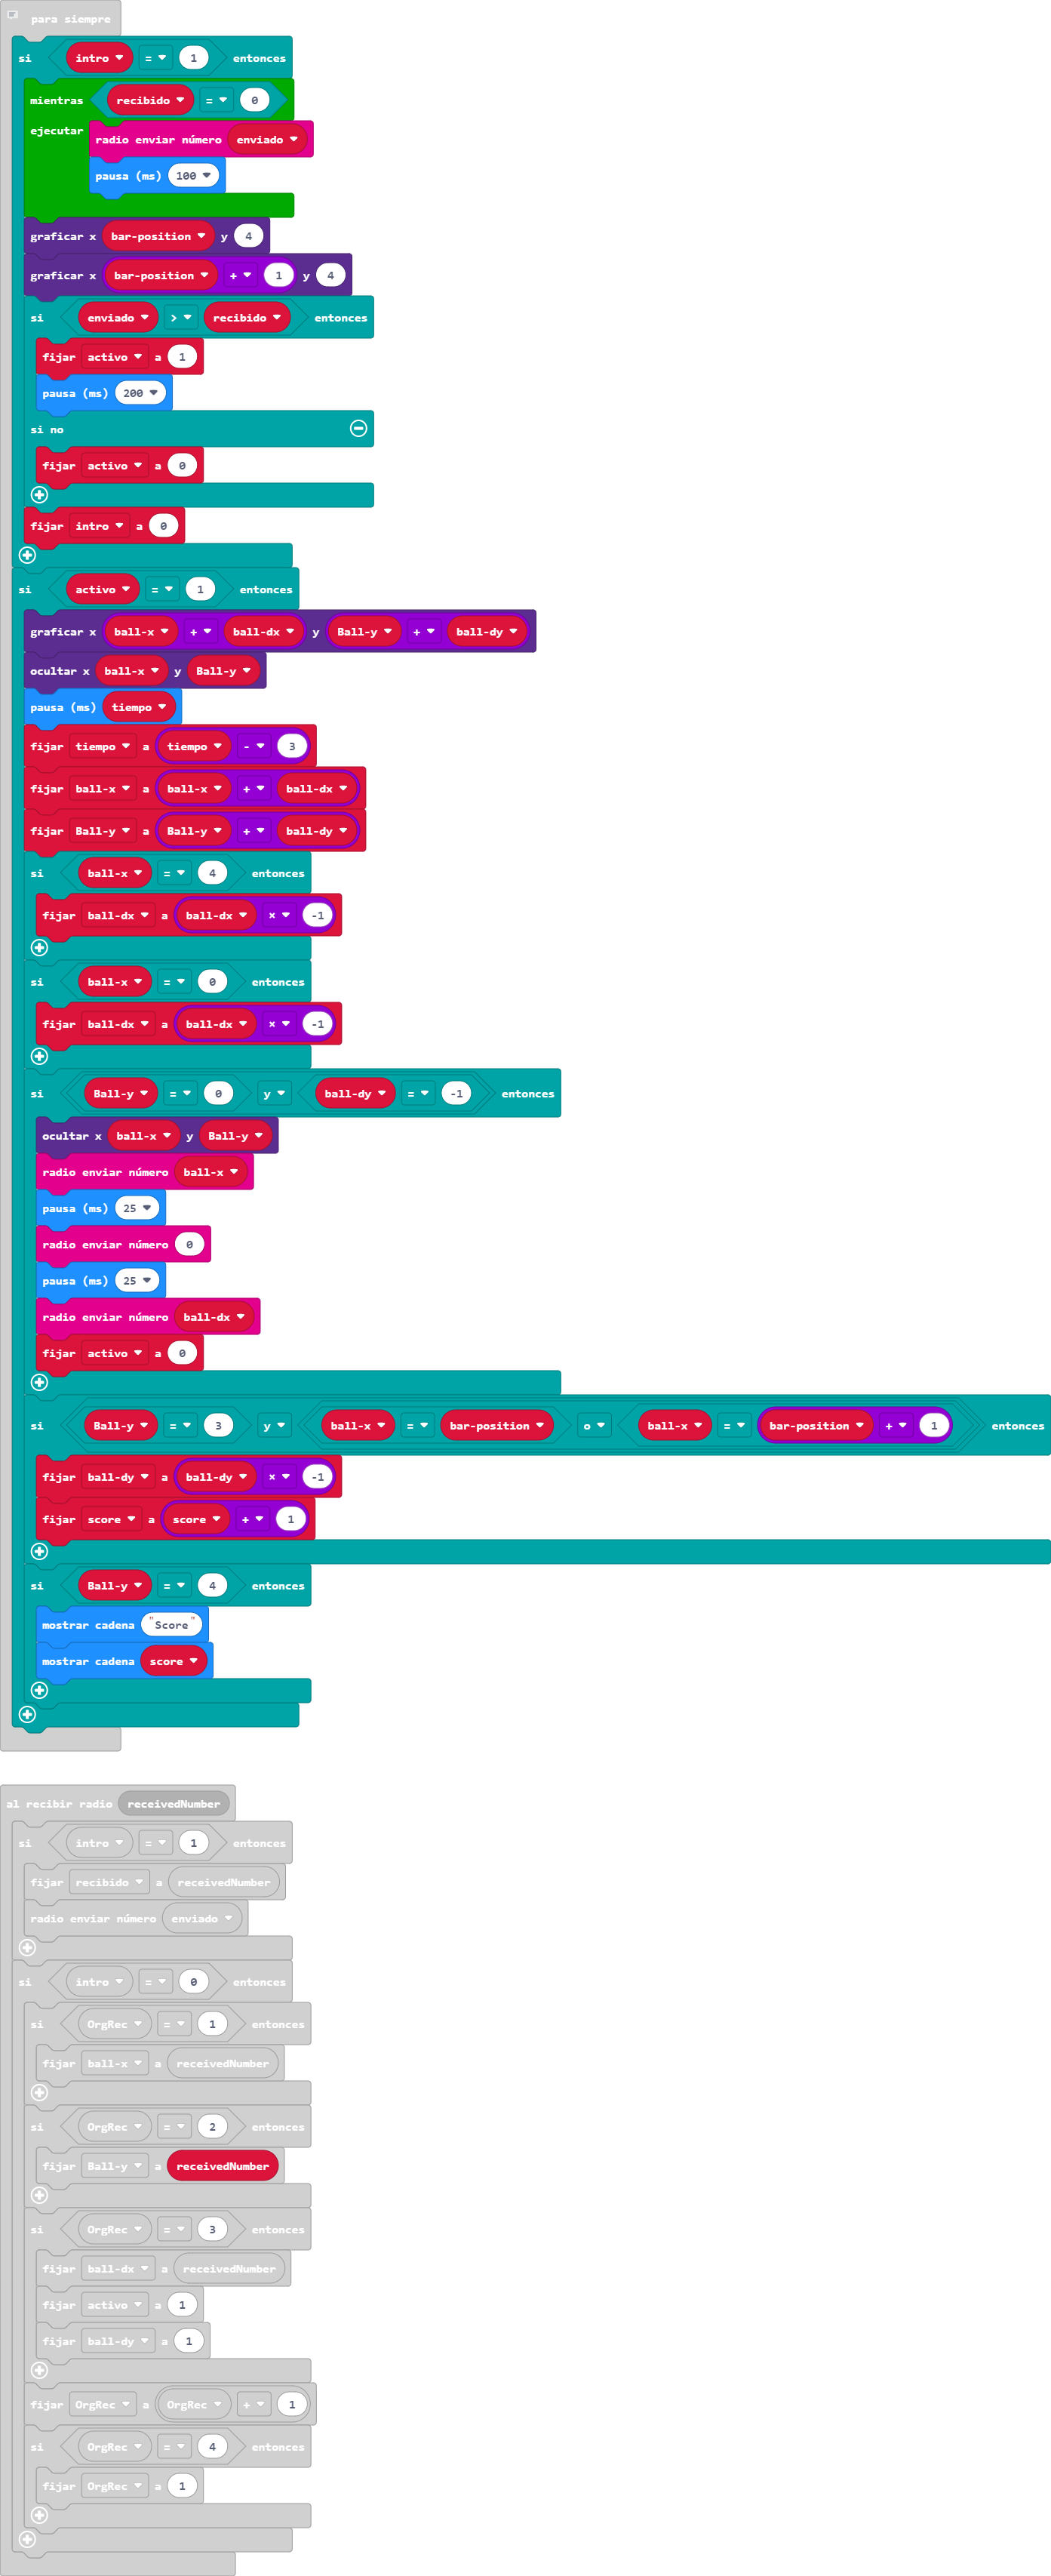 para siempre
si intro = 1 entonces
mientras recibido = 0
ejecutar radio enviar número enviado
pausa (ms) 100
graficar x bar-position y 4
graficar x bar-position + 1 y 4
si enviado > recibido entonces
fijar activo a 1
pausa (ms) 200
si no
fijar activo a 0
fijar intro a 0
si activo = 1 entonces
graficar x ball-x + ball-dx y Ball-y + ball-dy
ocultar x ball-x y Ball-y
pausa (ms) tiempo
fijar tiempo a tiempo - 3
fijar ball-x a ball-x + ball-dx
fijar Ball-y a Ball-y + ball-dy
si ball-x = 4 entonces
fijar ball-dx a ball-dx × -1
si ball-x = 0 entonces
fijar ball-dx a ball-dx × -1
si Ball-y = 0 y ball-dy = -1 entonces
ocultar x ball-x y Ball-y
radio enviar número ball-x
pausa (ms) 25
radio enviar número 0
pausa (ms) 25
radio enviar número ball-dx
fijar activo a 0
si Ball-y = 3 y ball-x = bar-position o ball-x = bar-position + 1 entonces
fijar ball-dy a ball-dy × -1
fijar score a score + 1
si Ball-y = 4 entonces
mostrar cadena "Score"
mostrar cadena score
al recibir radio receivedNumber
si intro = 1 entonces
fijar recibido a receivedNumber
radio enviar número enviado
si intro = 0 entonces
si OrgRec = 1 entonces
fijar ball-x a receivedNumber
si OrgRec = 2 entonces
fijar Ball-y a receivedNumber
si OrgRec = 3 entonces
fijar ball-dx a receivedNumber
fijar activo a 1
fijar ball-dy a 1
fijar OrgRec a OrgRec + 1
si OrgRec = 4 entonces
fijar OrgRec a 1